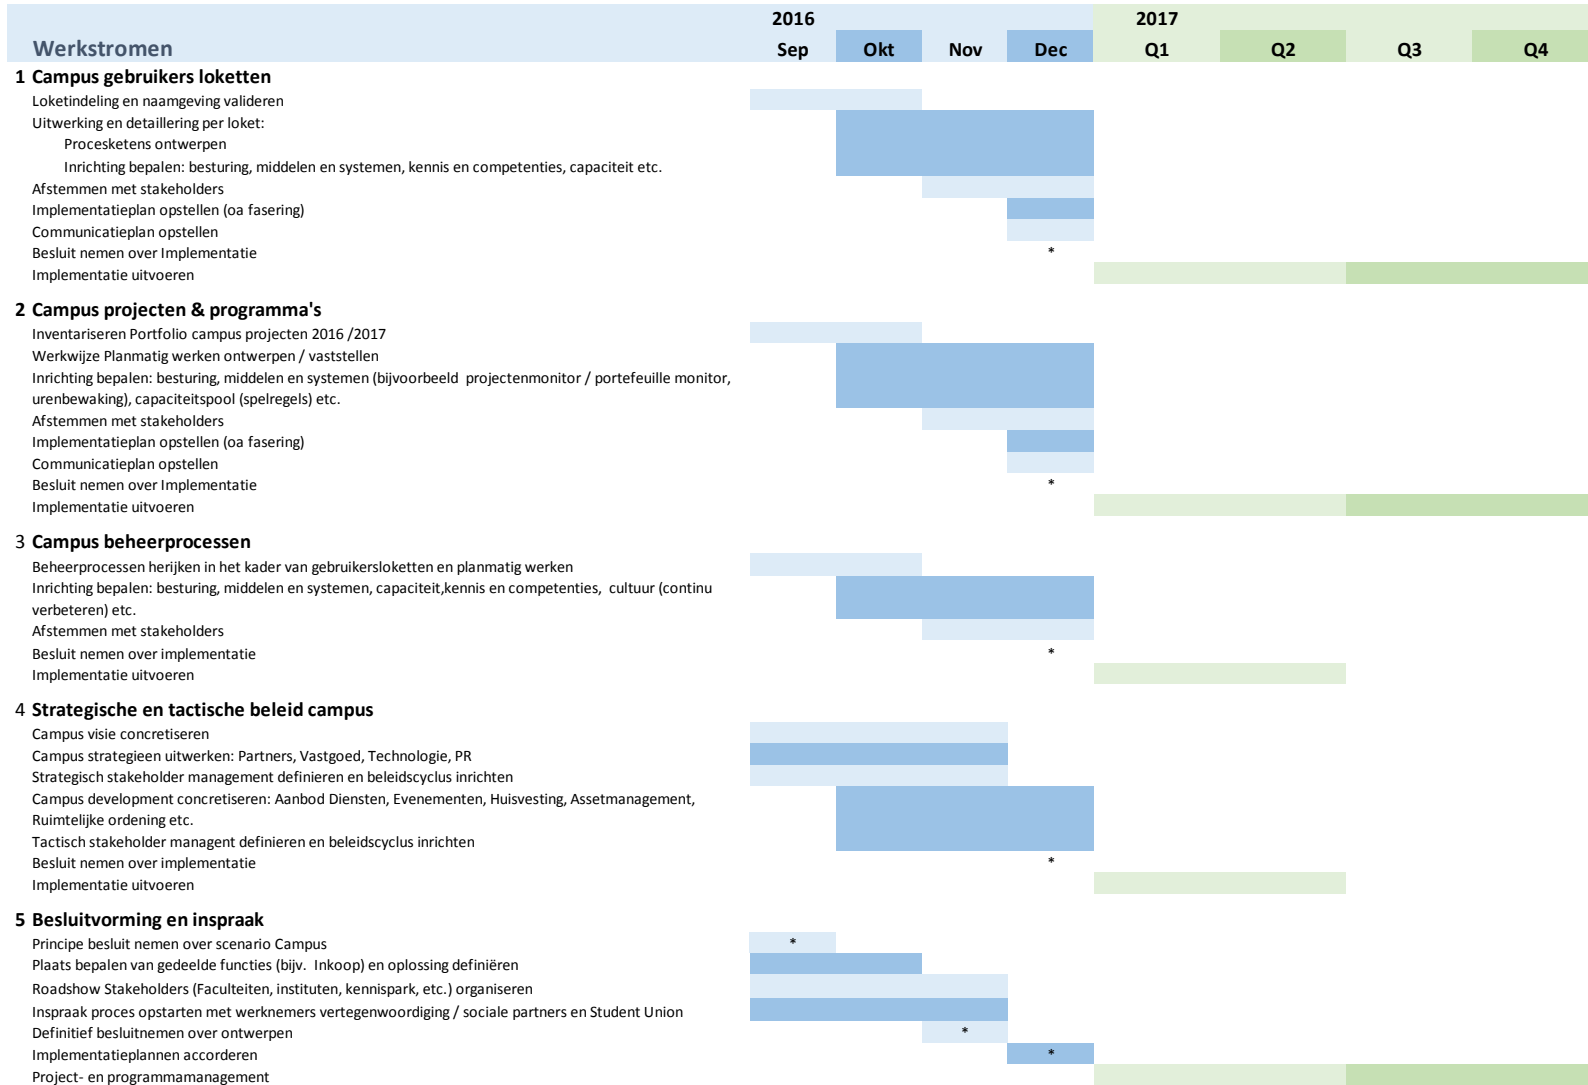 2016 2017
Werkstromen Sep Okt Nov Dec Q1 Q2 Q3 Q4
1 Campus gebruikers loketten
Loketindeling en naamgeving valideren
Uitwerking en detaillering per loket:
Procesketens ontwerpen
Inrichting bepalen: besturing, middelen en systemen, kennis en competenties, capaciteit etc.
Afstemmen met stakeholders
Implementatieplan opstellen (oa fasering)
Communicatieplan opstellen
Besluit nemen over Implementatie *
Implementatie uitvoeren
2 Campus projecten & programma's
Inventariseren Portfolio campus projecten 2016 /2017
Werkwijze Planmatig werken ontwerpen / vaststellen
Inrichting bepalen: besturing, middelen en systemen (bijvoorbeeld projectenmonitor / portefeuille monitor,
urenbewaking), capaciteitspool (spelregels) etc.
Afstemmen met stakeholders
Implementatieplan opstellen (oa fasering)
Communicatieplan opstellen
Besluit nemen over Implementatie *
Implementatie uitvoeren
3 Campus beheerprocessen
Beheerprocessen herijken in het kader van gebruikersloketten en planmatig werken
Inrichting bepalen: besturing, middelen en systemen, capaciteit,kennis en competenties, cultuur (continu
verbeteren) etc.
Afstemmen met stakeholders
Besluit nemen over implementatie *
Implementatie uitvoeren
4 Strategische en tactische beleid campus
Campus visie concretiseren
Campus strategieen uitwerken: Partners, Vastgoed, Technologie, PR
Strategisch stakeholder management definieren en beleidscyclus inrichten
Campus development concretiseren: Aanbod Diensten, Evenementen, Huisvesting, Assetmanagement,
Ruimtelijke ordening etc.
Tactisch stakeholder managent definieren en beleidscyclus inrichten
Besluit nemen over implementatie *
Implementatie uitvoeren
5 Besluitvorming en inspraak
Principe besluit nemen over scenario Campus *
Plaats bepalen van gedeelde functies (bijv. Inkoop) en oplossing definiëren
Roadshow Stakeholders (Faculteiten, instituten, kennispark, etc.) organiseren
Inspraak proces opstarten met werknemers vertegenwoordiging / sociale partners en Student Union
Definitief besluitnemen over ontwerpen *
Implementatieplannen accorderen *
Project- en programmamanagement